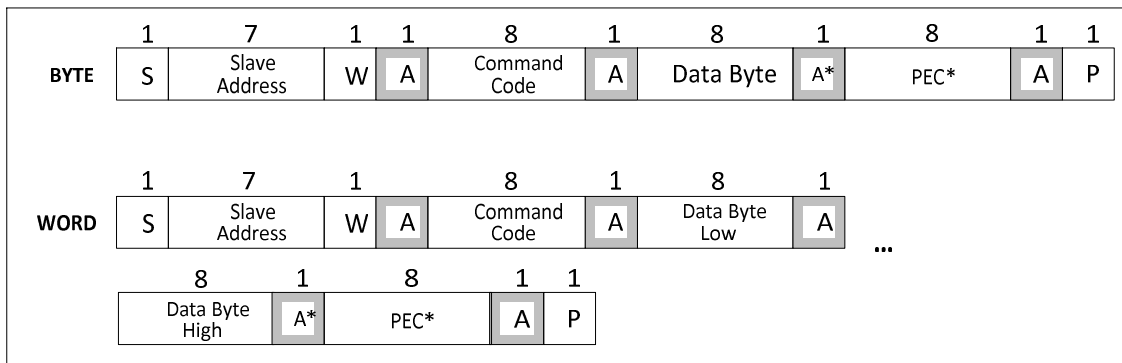 1 7 1 1 8 1 8 1 8 1 1
BYTE S Slave Address W A Command Code A Data Byte A* PEC* A P
1 7 1 8 1 8 1
WORD S Slave Address W A Command Code A Data Byte Low A ...
8 1 8 1 1
Data Byte High A* PEC* A P